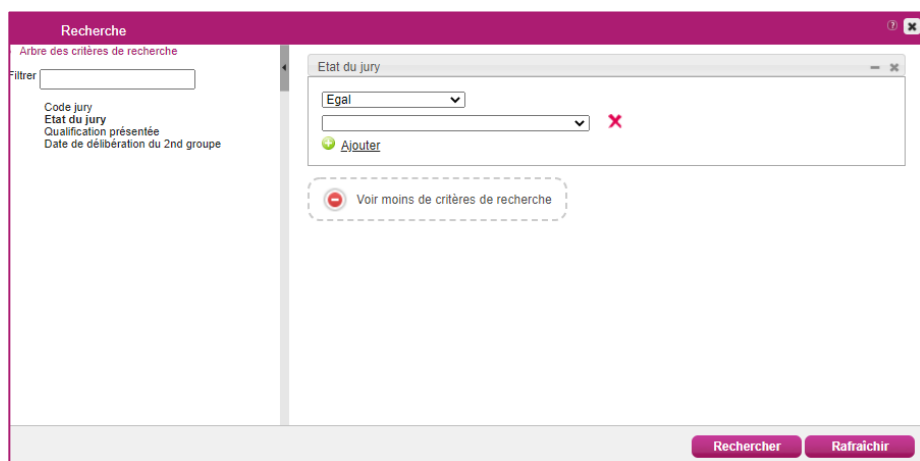 Recherche
Arbre des critères de recherche
Filtrer
Code jury
Etat du jury
Qualification présentée
Date de délibération du 2nd groupe
Etat du jury
Egal
Ajouter
Voir moins de critères de recherche
Rechercher
Rafraîchir